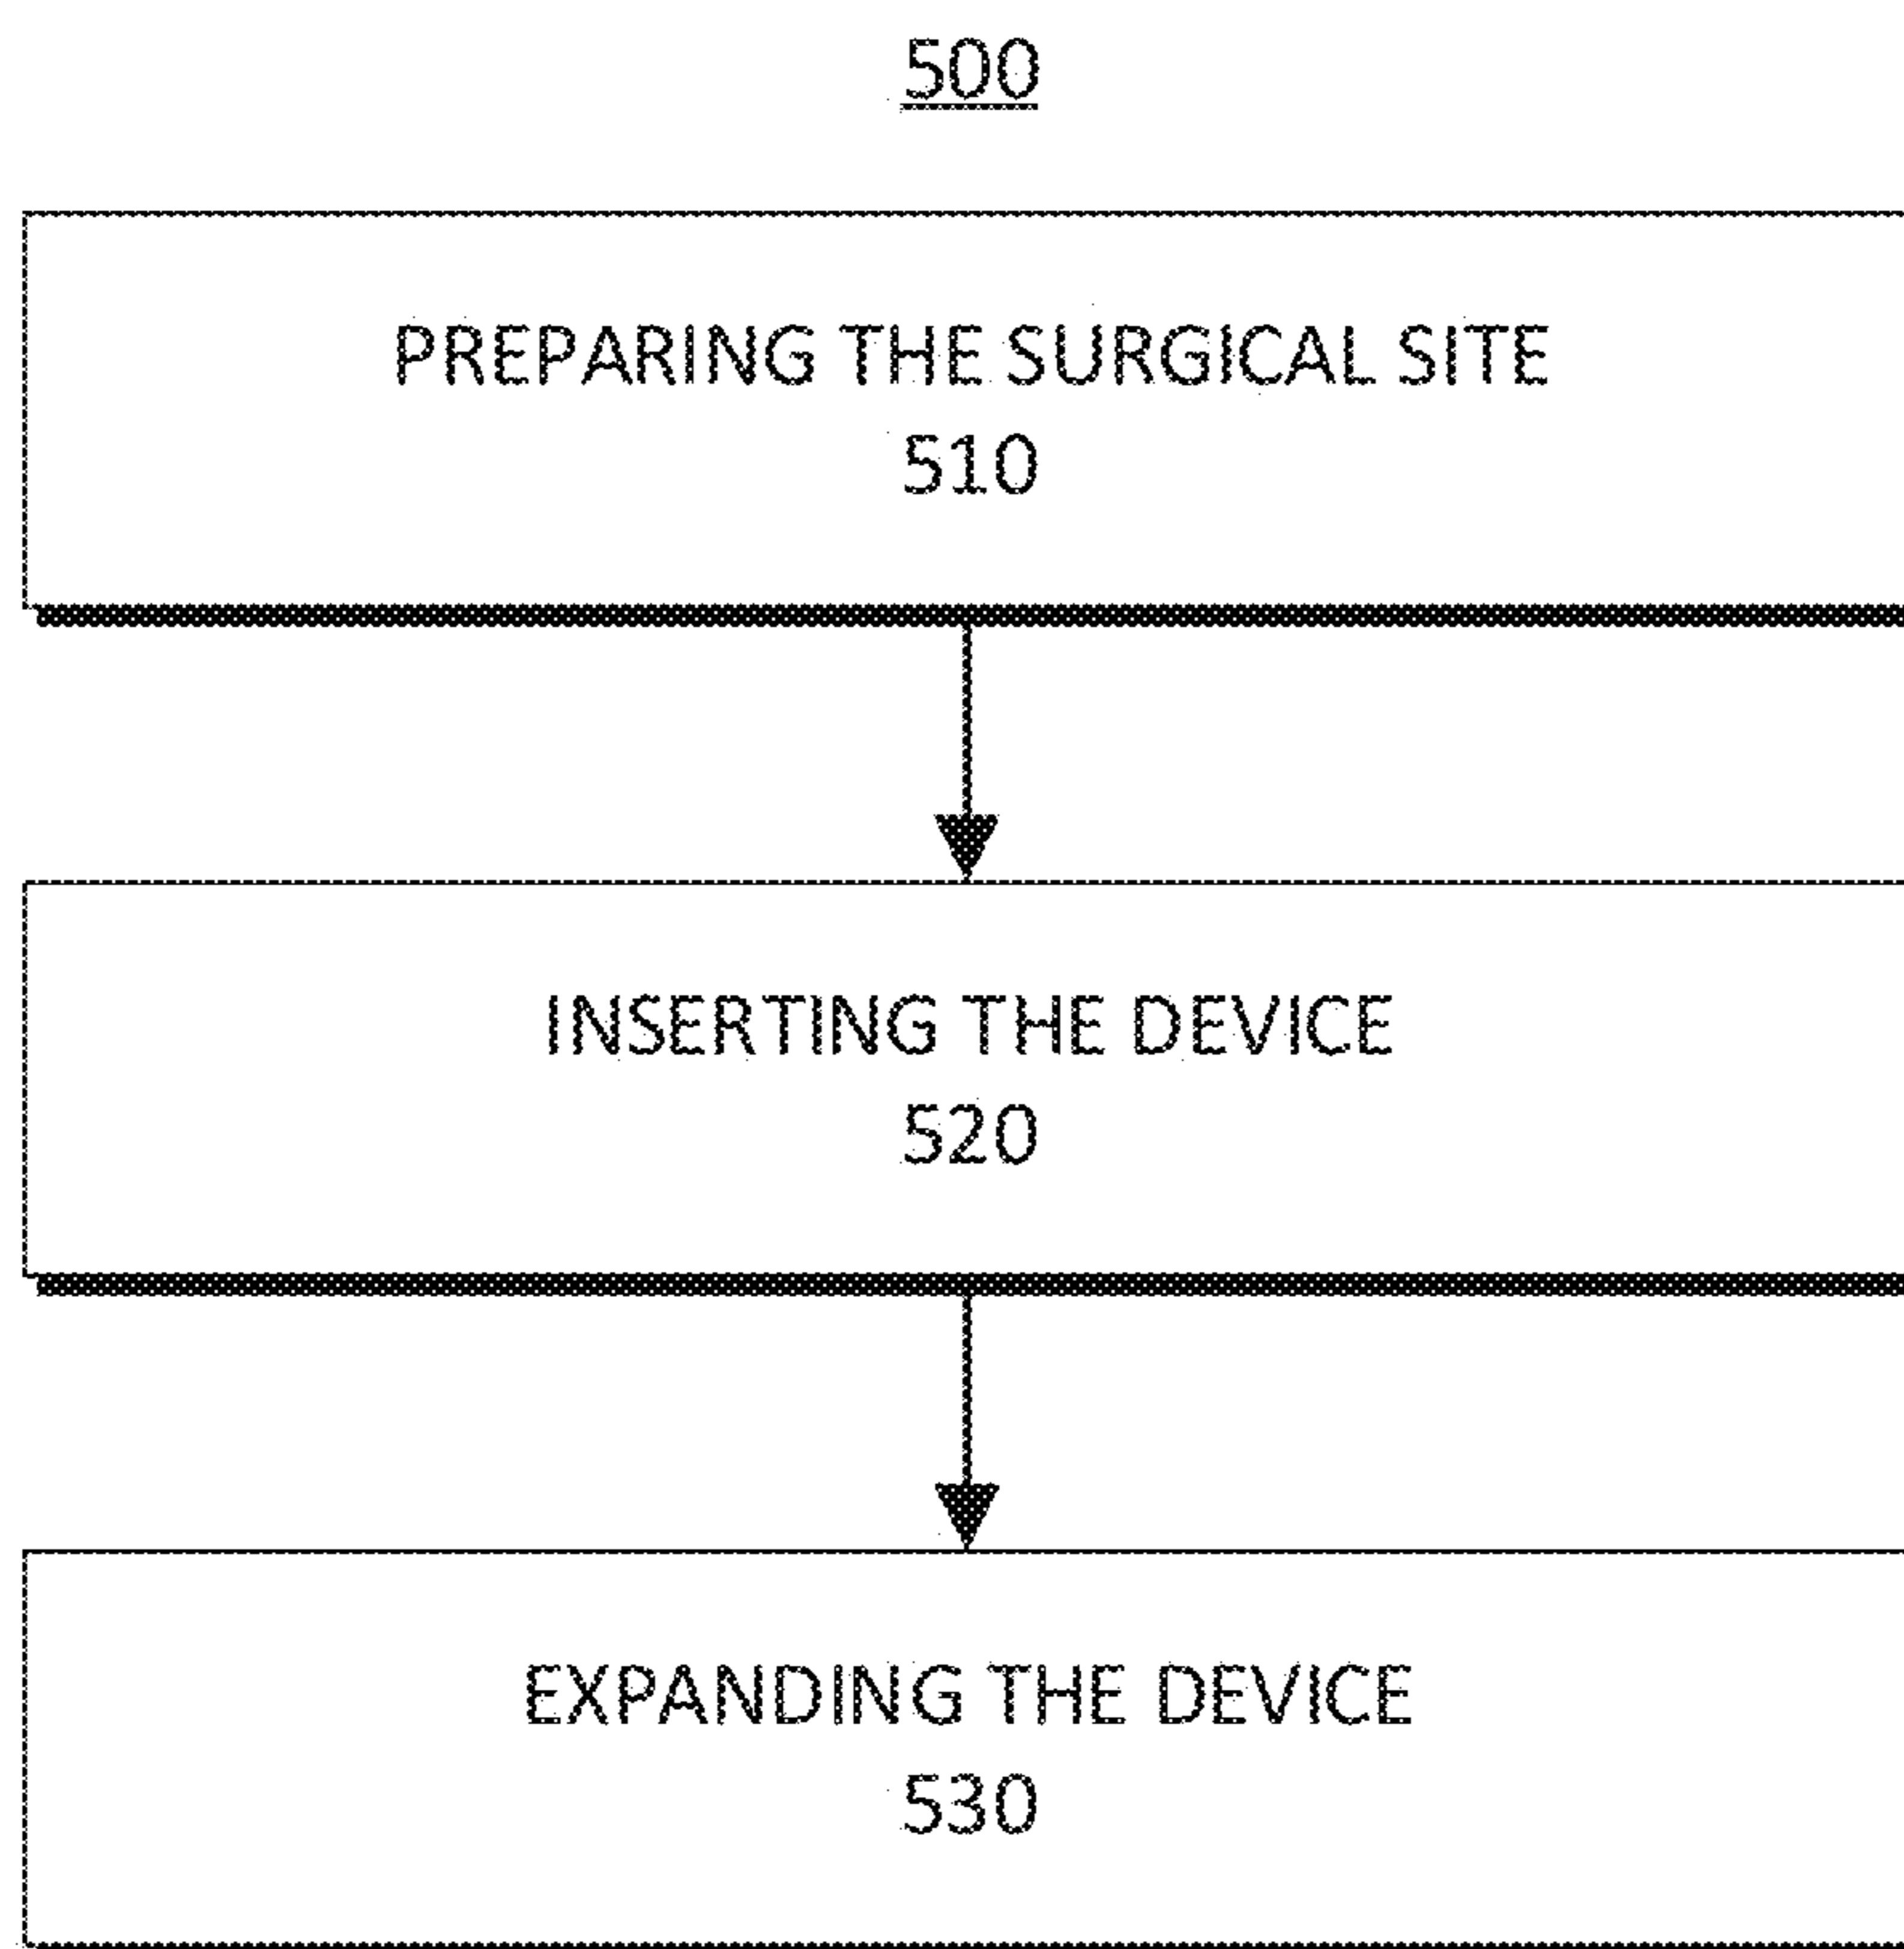 500
PREPARING THE SURGICAL SITE
510
INSERTING THE DEVICE
520
EXPANDING THE DEVICE
530